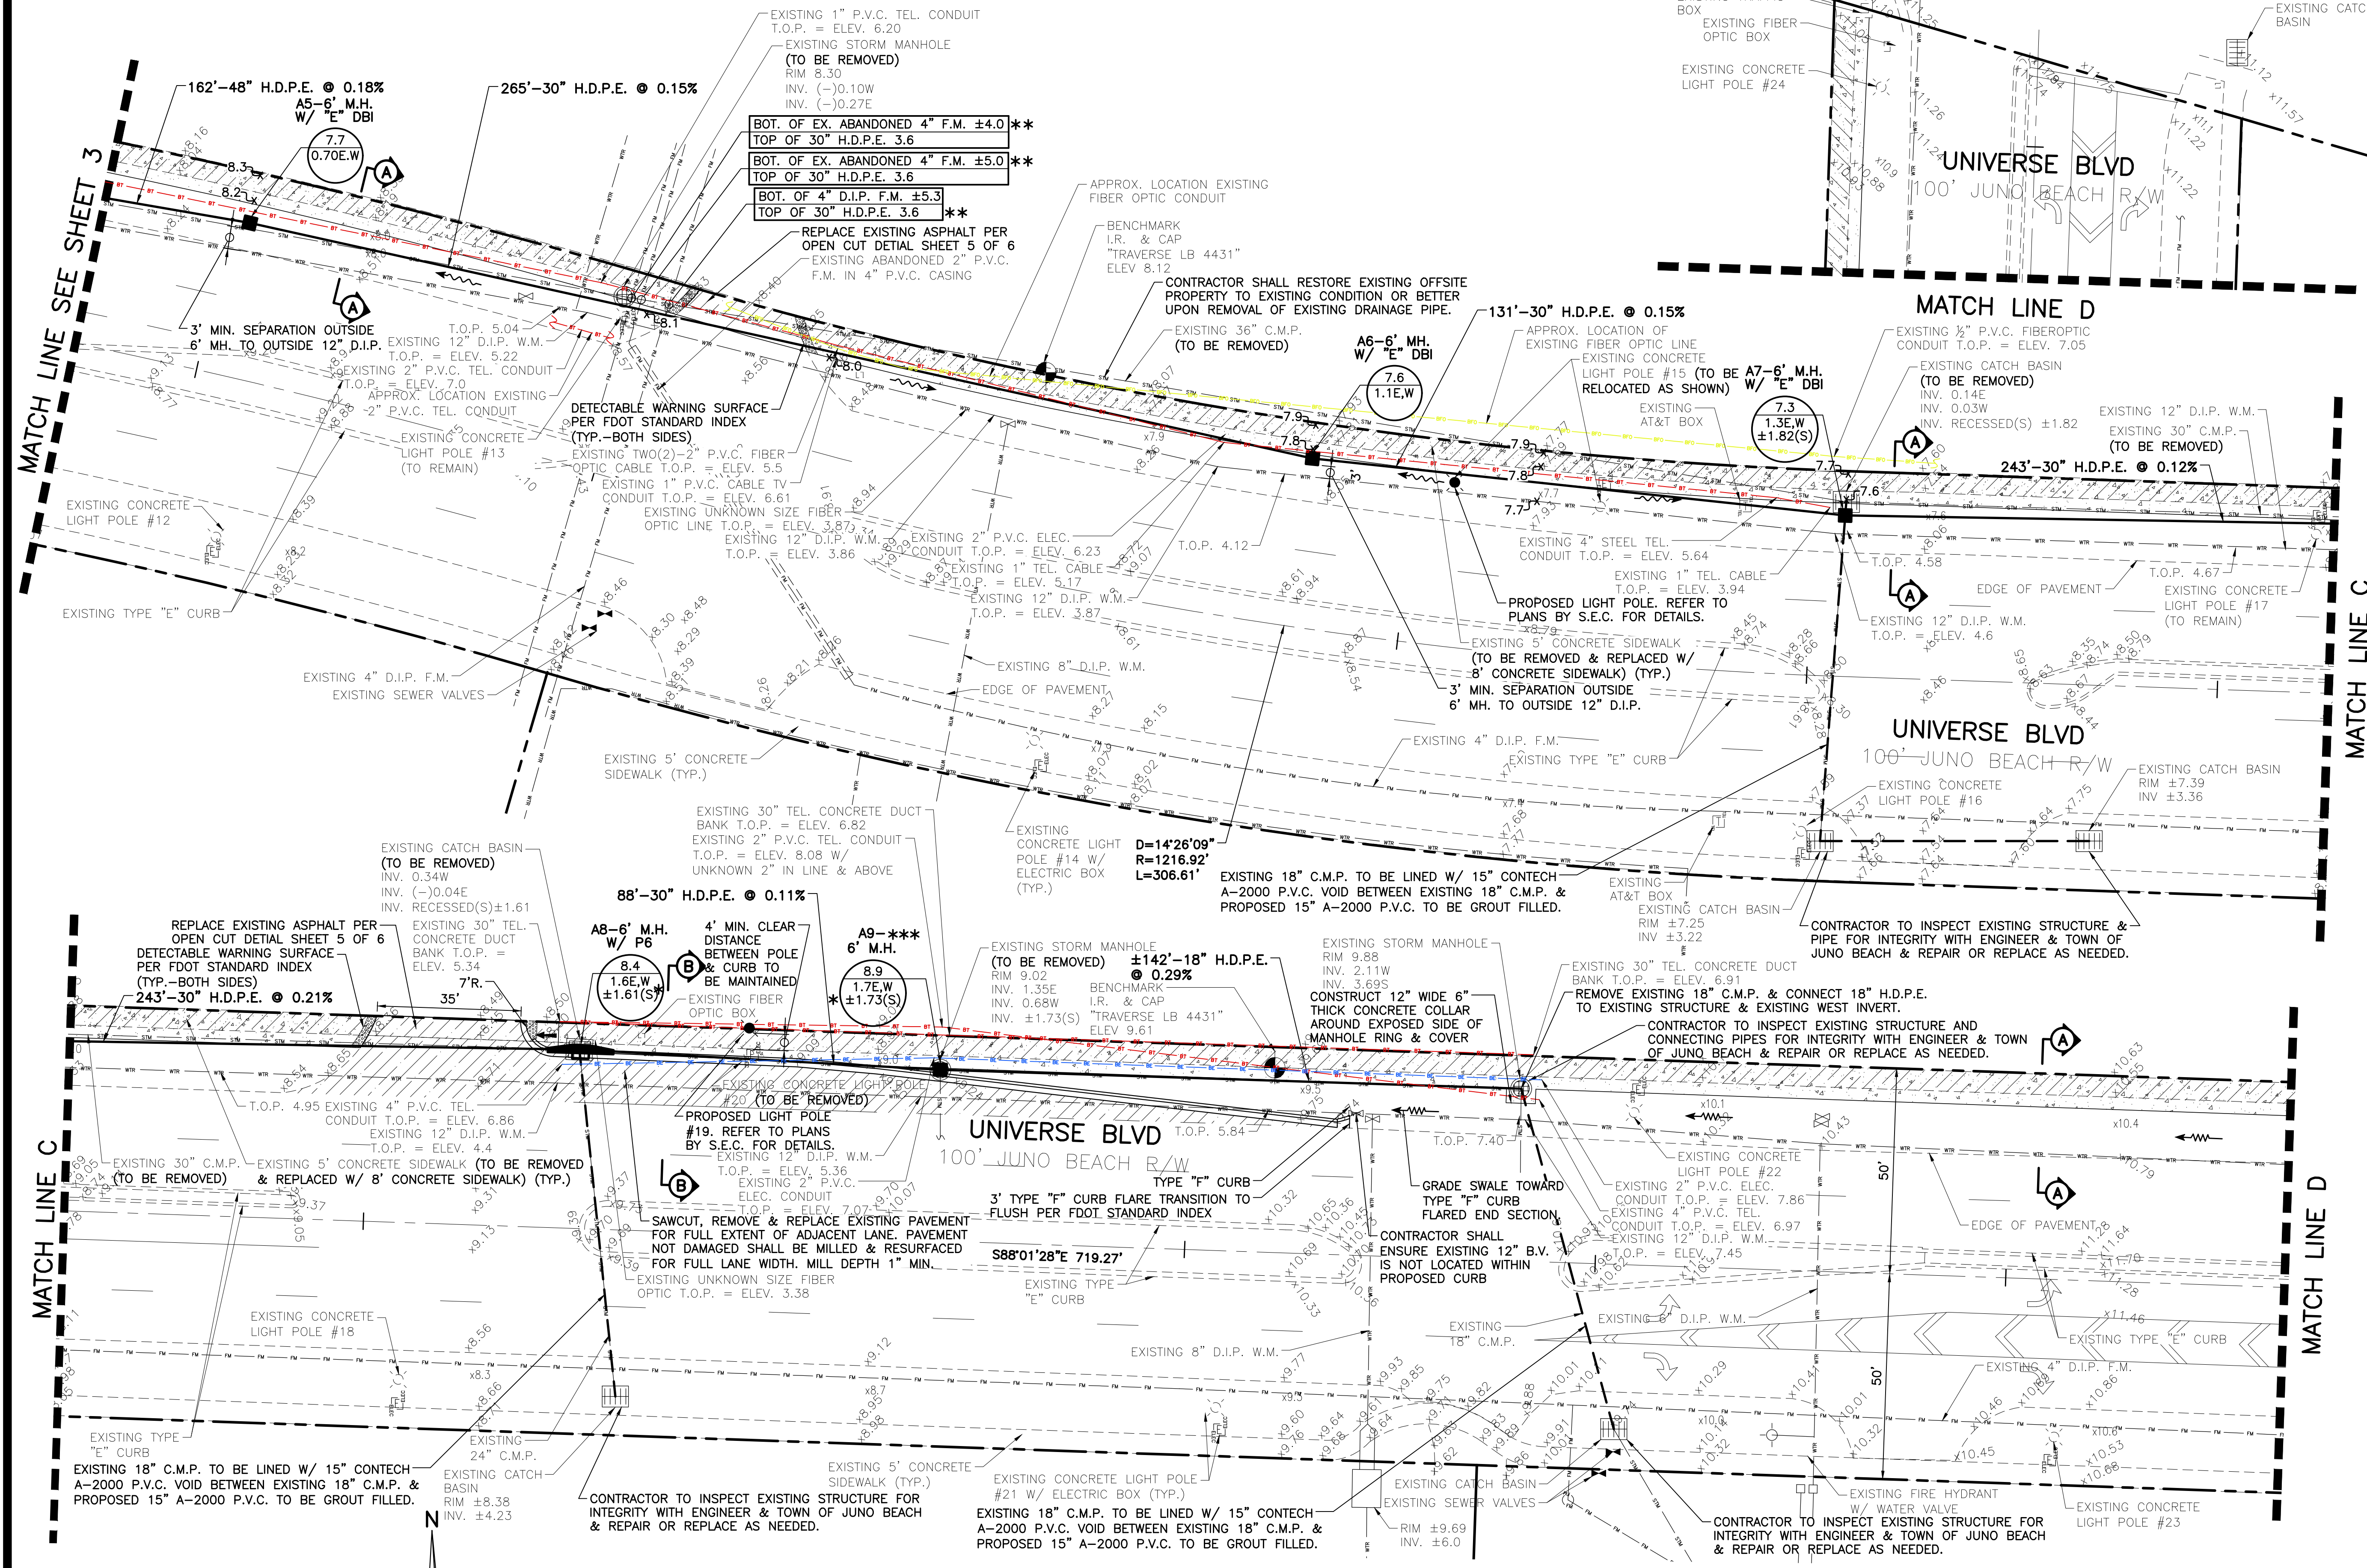 EXISTING 1" P.V.C. TEL. CONDUIT
T.O.P. = ELEV. 6.20
EXISTING STORM MANHOLE
(TO BE REMOVED)
RIM 8.30
INV. (-)0.10W
INV. (-)0.27E
162'-48" H.D.P.E. @ 0.18%
A5-6' M.H.
W/ "E" DBI
7.7
0.70E.W
265'-30" H.D.P.E. @ 0.15%
BOT. OF EX. ABANDONED 4" F.M. ±4.0 **
TOP OF 30" H.D.P.E. 3.6
BOT. OF EX. ABANDONED 4" F.M. ±5.0 **
TOP OF 30" H.D.P.E. 3.6
BOT. OF 4" D.I.P. F.M. ±5.3
TOP OF 30" H.D.P.E. 3.6 **
REPLACE EXISTING ASPHALT PER
OPEN CUT DETIAL SHEET 5 OF 6
EXISTING ABANDONED 2" P.V.C.
F.M. IN 4" P.V.C. CASING
APPROX. LOCATION EXISTING
FIBER OPTIC CONDUIT
BENCHMARK
I.R. & CAP
"TRAVERSE LB 4431"
ELEV 8.12
CONTRACTOR SHALL RESTORE EXISTING OFFSITE
PROPERTY TO EXISTING CONDITION OR BETTER
UPON REMOVAL OF EXISTING DRAINAGE PIPE.
EXISTING 36" C.M.P.
(TO BE REMOVED)
131'-30" H.D.P.E. @ 0.15%
A6-6' MH.
W/ "E" DBI
7.6
1.1E,W
APPROX. LOCATION OF
EXISTING FIBER OPTIC LINE
EXISTING CONCRETE
LIGHT POLE #15 (TO BE
RELOCATED AS SHOWN)
EXISTING
AT&T BOX
A7-6' M.H.
W/ "E" DBI
7.3
1.3E,W
±1.82(S)
BOX
EXISTING FIBER
OPTIC BOX
EXISTING CONCRETE
LIGHT POLE #24
EXISTING CATC
BASIN
UNIVERSE BLVD
100' JUNO BEACH R/W
MATCH LINE D
EXISTING ½" P.V.C. FIBEROPTIC
CONDUIT T.O.P. = ELEV. 7.05
EXISTING CATCH BASIN
(TO BE REMOVED)
INV. 0.14E
INV. 0.03W
INV. RECESSED(S) ±1.82
EXISTING 12" D.I.P. W.M.
EXISTING 30" C.M.P.
(TO BE REMOVED)
243'-30" H.D.P.E. @ 0.12%
MATCH LINE SEE SHEET 3
8.3
8.2
A
A
8.1
8.0
7.9
7.8
7.9
7.8
7.7
7.7
7.6
A
A
3'
3' MIN. SEPARATION OUTSIDE
6' MH. TO OUTSIDE 12" D.I.P.
T.O.P. 5.04
EXISTING 12" D.I.P. W.M.
T.O.P. = ELEV. 5.22
EXISTING 2" P.V.C. TEL. CONDUIT
T.O.P. = ELEV. 7.0
APPROX. LOCATION EXISTING
2" P.V.C. TEL. CONDUIT
EXISTING CONCRETE
LIGHT POLE #13
(TO REMAIN)
DETECTABLE WARNING SURFACE
PER FDOT STANDARD INDEX
(TYP.-BOTH SIDES)
EXISTING TWO(2)-2" P.V.C. FIBER
OPTIC CABLE T.O.P. = ELEV. 5.5
EXISTING 1" P.V.C. CABLE TV
CONDUIT T.O.P. = ELEV. 6.61
EXISTING UNKNOWN SIZE FIBER
OPTIC LINE T.O.P. = ELEV. 3.87
EXISTING 12" D.I.P. W.M.
T.O.P. = ELEV. 3.86
EXISTING 2" P.V.C. ELEC.
CONDUIT T.O.P. = ELEV. 6.23
EXISTING 1" TEL. CABLE
T.O.P. = ELEV. 5.17
EXISTING 12" D.I.P. W.M.
T.O.P. = ELEV. 3.87
T.O.P. 4.12
EXISTING 4" STEEL TEL.
CONDUIT T.O.P. = ELEV. 5.64
EXISTING 1" TEL. CABLE
T.O.P. = ELEV. 3.94
PROPOSED LIGHT POLE. REFER TO
PLANS BY S.E.C. FOR DETAILS.
T.O.P. 4.58
T.O.P. 4.67
EDGE OF PAVEMENT
EXISTING CONCRETE
LIGHT POLE #17
(TO REMAIN)
EXISTING 12" D.I.P. W.M.
T.O.P. = ELEV. 4.6
EXISTING CONCRETE
LIGHT POLE #12
EXISTING TYPE "E" CURB
EXISTING 4" D.I.P. F.M.
EXISTING SEWER VALVES
EXISTING 5' CONCRETE
SIDEWALK (TYP.)
EXISTING 8" D.I.P. W.M.
EDGE OF PAVEMENT
EXISTING 5' CONCRETE SIDEWALK
(TO BE REMOVED & REPLACED W/
8' CONCRETE SIDEWALK) (TYP.)
3' MIN. SEPARATION OUTSIDE
6' MH. TO OUTSIDE 12" D.I.P.
EXISTING 4" D.I.P. F.M.
EXISTING TYPE "E" CURB
UNIVERSE BLVD
100' JUNO BEACH R/W
EXISTING CONCRETE
LIGHT POLE #16
EXISTING CATCH BASIN
RIM ±7.39
INV ±3.36
MATCH LINE C
EXISTING
CONCRETE LIGHT
POLE #14 W/
ELECTRIC BOX
(TYP.)
D=14°26'09"
R=1216.92'
L=306.61'
EXISTING 18" C.M.P. TO BE LINED W/ 15" CONTECH
A-2000 P.V.C. VOID BETWEEN EXISTING 18" C.M.P. &
PROPOSED 15" A-2000 P.V.C. TO BE GROUT FILLED.
EXISTING
AT&T BOX
EXISTING CATCH BASIN
RIM ±7.25
INV ±3.22
CONTRACTOR TO INSPECT EXISTING STRUCTURE &
PIPE FOR INTEGRITY WITH ENGINEER & TOWN OF
JUNO BEACH & REPAIR OR REPLACE AS NEEDED.
EXISTING 30" TEL. CONCRETE DUCT
BANK T.O.P. = ELEV. 6.82
EXISTING 2" P.V.C. TEL. CONDUIT
T.O.P. = ELEV. 8.08 W/
UNKNOWN 2" IN LINE & ABOVE
EXISTING CATCH BASIN
(TO BE REMOVED)
INV. 0.34W
INV. (-)0.04E
INV. RECESSED(S)±1.61
88'-30" H.D.P.E. @ 0.11%
REPLACE EXISTING ASPHALT PER
OPEN CUT DETIAL SHEET 5 OF 6
DETECTABLE WARNING SURFACE
PER FDOT STANDARD INDEX
(TYP.-BOTH SIDES)
243'-30" H.D.P.E. @ 0.21%
35'
7'R.
EXISTING 30" TEL.
CONCRETE DUCT
BANK T.O.P. =
ELEV. 5.34
A8-6' M.H.
W/ P6
8.4
1.6E,W
±1.61(S)*
B
4' MIN. CLEAR
DISTANCE
BETWEEN POLE
& CURB TO
BE MAINTAINED
EXISTING FIBER
OPTIC BOX
A9-***
6' M.H.
8.9
1.7E,W
* ±1.73(S)
EXISTING STORM MANHOLE
(TO BE REMOVED)
RIM 9.02
INV. 1.35E
INV. 0.68W
INV. ±1.73(S)
±142'-18" H.D.P.E.
@ 0.29%
BENCHMARK
I.R. & CAP
"TRAVERSE LB 4431"
ELEV 9.61
EXISTING STORM MANHOLE
RIM 9.88
INV. 2.11W
INV. 3.69S
CONSTRUCT 12" WIDE 6"
THICK CONCRETE COLLAR
AROUND EXPOSED SIDE OF
MANHOLE RING & COVER
EXISTING 30" TEL. CONCRETE DUCT
BANK T.O.P. = ELEV. 6.91
REMOVE EXISTING 18" C.M.P. & CONNECT 18" H.D.P.E.
TO EXISTING STRUCTURE & EXISTING WEST INVERT.
CONTRACTOR TO INSPECT EXISTING STRUCTURE AND
CONNECTING PIPES FOR INTEGRITY WITH ENGINEER & TOWN
OF JUNO BEACH & REPAIR OR REPLACE AS NEEDED.
A
T.O.P. 4.95
EXISTING 4" P.V.C. TEL.
CONDUIT T.O.P. = ELEV. 6.86
EXISTING 12" D.I.P. W.M.
T.O.P. = ELEV. 4.4
EXISTING 30" C.M.P.
(TO BE REMOVED)
EXISTING 5' CONCRETE SIDEWALK (TO BE REMOVED
& REPLACED W/ 8' CONCRETE SIDEWALK) (TYP.)
EXISTING CONCRETE LIGHT POLE
#20 (TO BE REMOVED)
PROPOSED LIGHT POLE
#19. REFER TO PLANS
BY S.E.C. FOR DETAILS.
EXISTING 12" D.I.P. W.M.
T.O.P. = ELEV. 5.36
EXISTING 2" P.V.C.
ELEC. CONDUIT
T.O.P. = ELEV. 7.07
B
UNIVERSE BLVD
100' JUNO BEACH R/W
T.O.P. 5.84
TYPE "F" CURB
3' TYPE "F" CURB FLARE TRANSITION TO
FLUSH PER FDOT STANDARD INDEX
GRADE SWALE TOWARD
TYPE "F" CURB
FLARED END SECTION
T.O.P. 7.40
EXISTING CONCRETE
LIGHT POLE #22
EXISTING 2" P.V.C. ELEC.
CONDUIT T.O.P. = ELEV. 7.86
EXISTING 4" P.V.C. TEL.
CONDUIT T.O.P. = ELEV. 6.97
EXISTING 12" D.I.P. W.M.
T.O.P. = ELEV. 7.45
50'
50'
A
EDGE OF PAVEMENT
SAWCUT, REMOVE & REPLACE EXISTING PAVEMENT
FOR FULL EXTENT OF ADJACENT LANE. PAVEMENT
NOT DAMAGED SHALL BE MILLED & RESURFACED
FOR FULL LANE WIDTH. MILL DEPTH 1" MIN.
EXISTING UNKNOWN SIZE FIBER
OPTIC T.O.P. = ELEV. 3.38
S88°01'28"E 719.27'
EXISTING TYPE
"E" CURB
CONTRACTOR SHALL
ENSURE EXISTING 12" B.V.
IS NOT LOCATED WITHIN
PROPOSED CURB
EXISTING
18" C.M.P.
EXISTING 6" D.I.P. W.M.
EXISTING TYPE "E" CURB
EXISTING 4" D.I.P. F.M.
EXISTING 8" D.I.P. W.M.
MATCH LINE C
MATCH LINE D
EXISTING CONCRETE
LIGHT POLE #18
EXISTING TYPE
"E" CURB
EXISTING
24" C.M.P.
EXISTING 18" C.M.P. TO BE LINED W/ 15" CONTECH
A-2000 P.V.C. VOID BETWEEN EXISTING 18" C.M.P. &
PROPOSED 15" A-2000 P.V.C. TO BE GROUT FILLED.
EXISTING CATCH
BASIN
RIM ±8.38
INV. ±4.23
N
CONTRACTOR TO INSPECT EXISTING STRUCTURE FOR
INTEGRITY WITH ENGINEER & TOWN OF JUNO BEACH
& REPAIR OR REPLACE AS NEEDED.
EXISTING 5' CONCRETE
SIDEWALK (TYP.)
EXISTING CONCRETE LIGHT POLE
#21 W/ ELECTRIC BOX (TYP.)
EXISTING 18" C.M.P. TO BE LINED W/ 15" CONTECH
A-2000 P.V.C. VOID BETWEEN EXISTING 18" C.M.P. &
PROPOSED 15" A-2000 P.V.C. TO BE GROUT FILLED.
EXISTING CATCH BASIN
EXISTING SEWER VALVES
RIM ±9.69
INV. ±6.0
EXISTING FIRE HYDRANT
W/ WATER VALVE
EXISTING CONCRETE
LIGHT POLE #23
CONTRACTOR TO INSPECT EXISTING STRUCTURE FOR
INTEGRITY WITH ENGINEER & TOWN OF JUNO BEACH
& REPAIR OR REPLACE AS NEEDED.